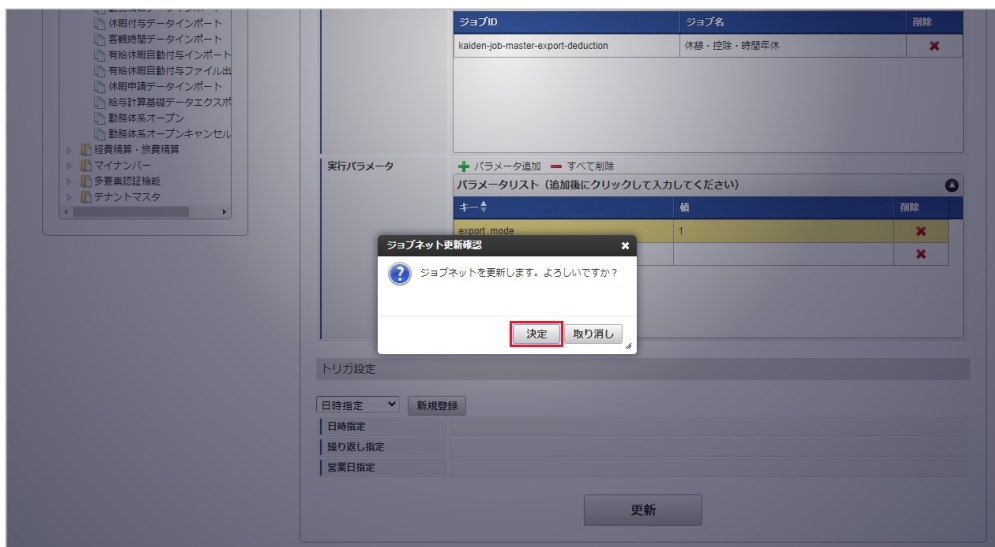 休暇付与データインポート
客観時間データインポート
有給休暇自動付与インポート
有給休暇自動付与ファイル出
休暇申請データインポート
給与計算基礎データエクスポ
勤務体系オープン
勤務体系オープンキャンセル
経費精算・旅費精算
マイナンバー
多要素認証機能
テナントマスタ
ジョブID
ジョブ名
削除
kaiden-job-master-export-deduction
休憩・控除・時間年休
実行パラメータ
パラメータ追加
すべて削除
パラメータリスト（追加後にクリックして入力してください）
キー
値
削除
export_mode
1
ジョブネット更新確認
ジョブネットを更新します。よろしいですか？
決定
取り消し
トリガ設定
日時指定
新規登録
日時指定
繰り返し指定
営業日指定
更新